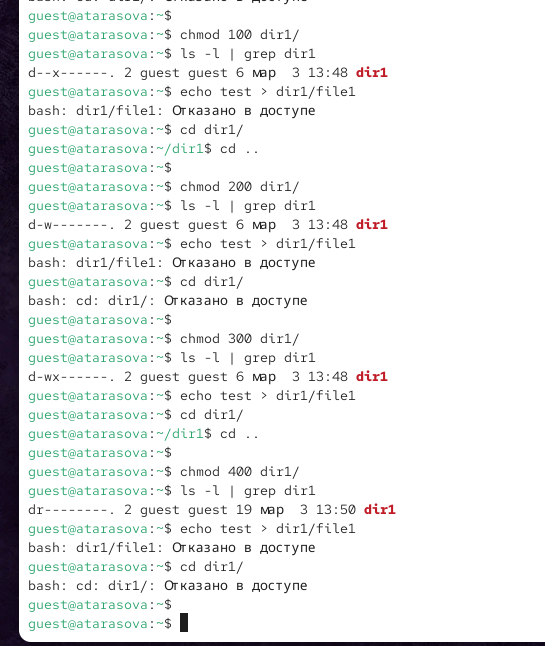 guest@atarasova:~$
guest@atarasova:~$ chmod 100 dir1/
guest@atarasova:~$ ls -l | grep dir1
d--x------. 2 guest guest 6 мар  3 13:48 dir1
guest@atarasova:~$ echo test > dir1/file1
bash: dir1/file1: Отказано в доступе
guest@atarasova:~$ cd dir1/
guest@atarasova:~/dir1$ cd ..
guest@atarasova:~$
guest@atarasova:~$ chmod 200 dir1/
guest@atarasova:~$ ls -l | grep dir1
d-w-------. 2 guest guest 6 мар  3 13:48 dir1
guest@atarasova:~$ echo test > dir1/file1
bash: dir1/file1: Отказано в доступе
guest@atarasova:~$ cd dir1/
bash: cd: dir1/: Отказано в доступе
guest@atarasova:~$
guest@atarasova:~$ chmod 300 dir1/
guest@atarasova:~$ ls -l | grep dir1
d-wx------. 2 guest guest 6 мар  3 13:48 dir1
guest@atarasova:~$ echo test > dir1/file1
guest@atarasova:~$ cd dir1/
guest@atarasova:~/dir1$ cd ..
guest@atarasova:~$
guest@atarasova:~$ chmod 400 dir1/
guest@atarasova:~$ ls -l | grep dir1
dr--------. 2 guest guest 19 мар  3 13:50 dir1
guest@atarasova:~$ echo test > dir1/file1
bash: dir1/file1: Отказано в доступе
guest@atarasova:~$ cd dir1/
bash: cd: dir1/: Отказано в доступе
guest@atarasova:~$
guest@atarasova:~$